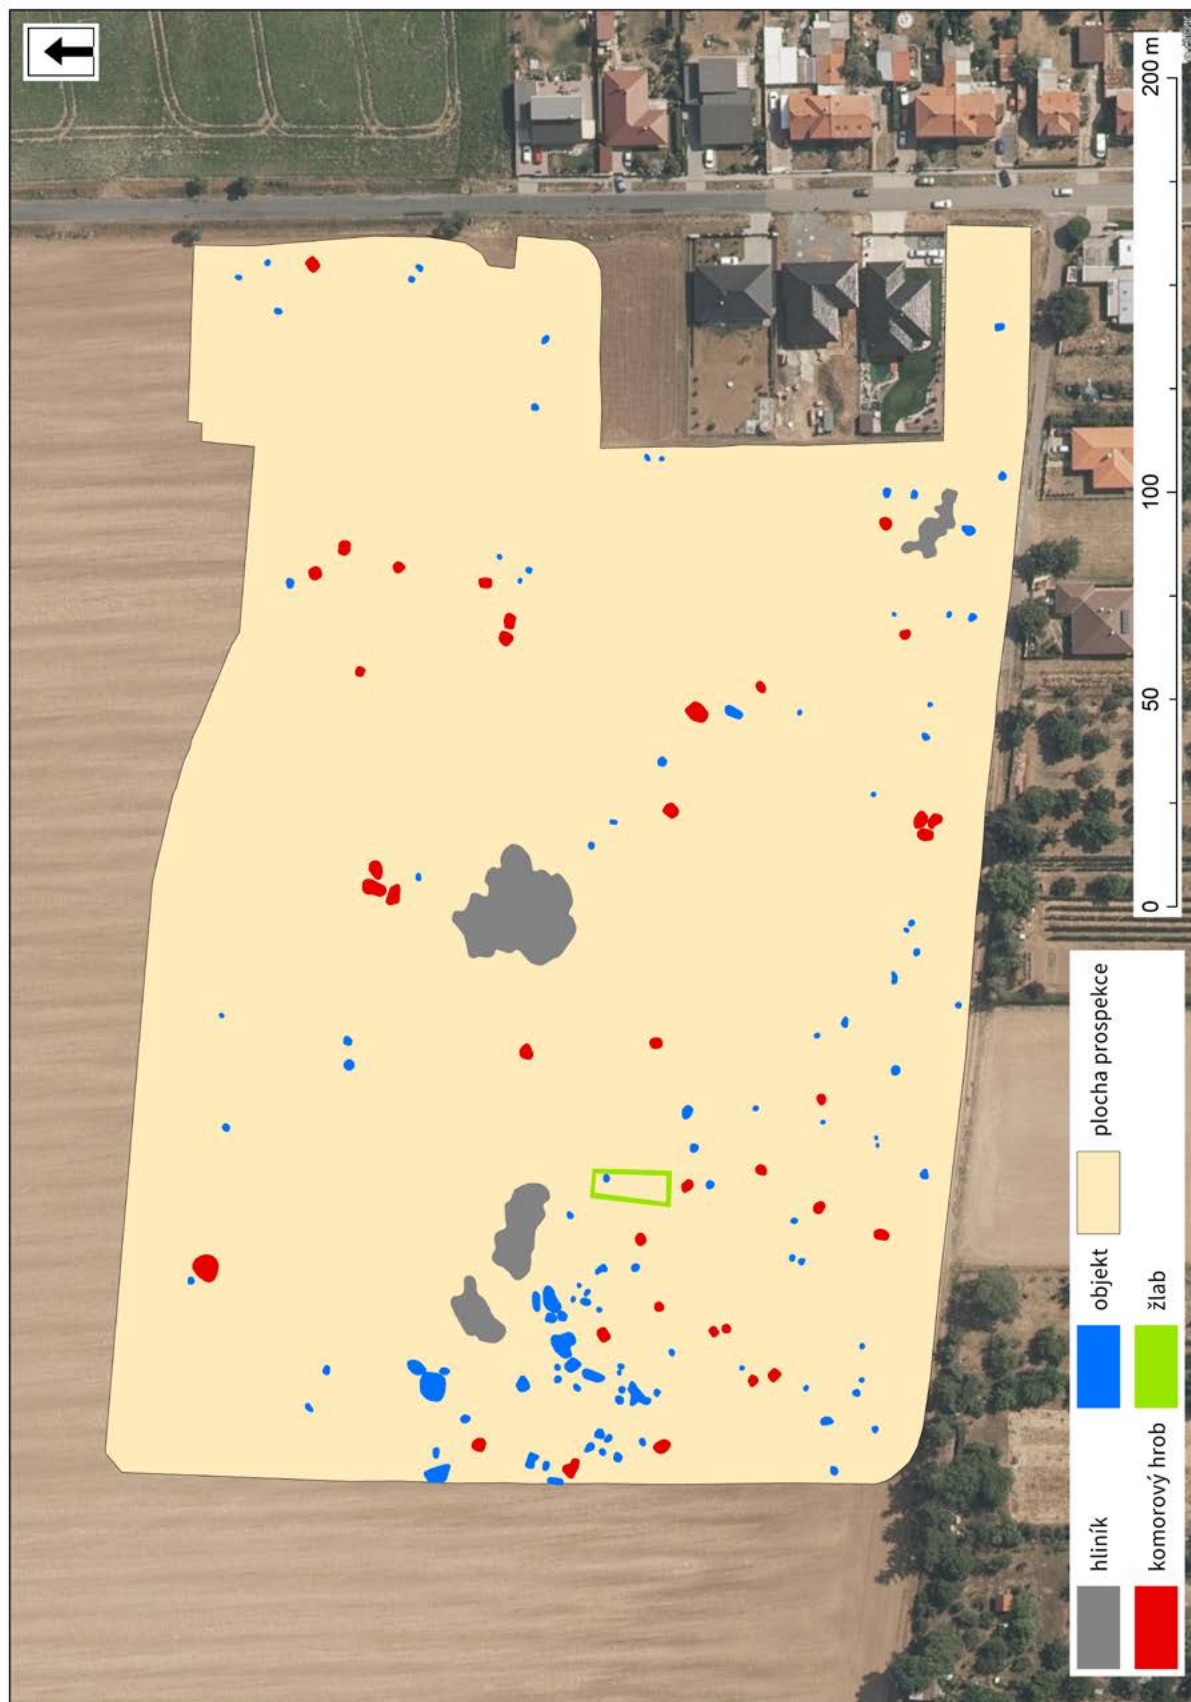 hliník
objekt
plocha prospekce
komorový hrob
žlab
0
50
100
200 m